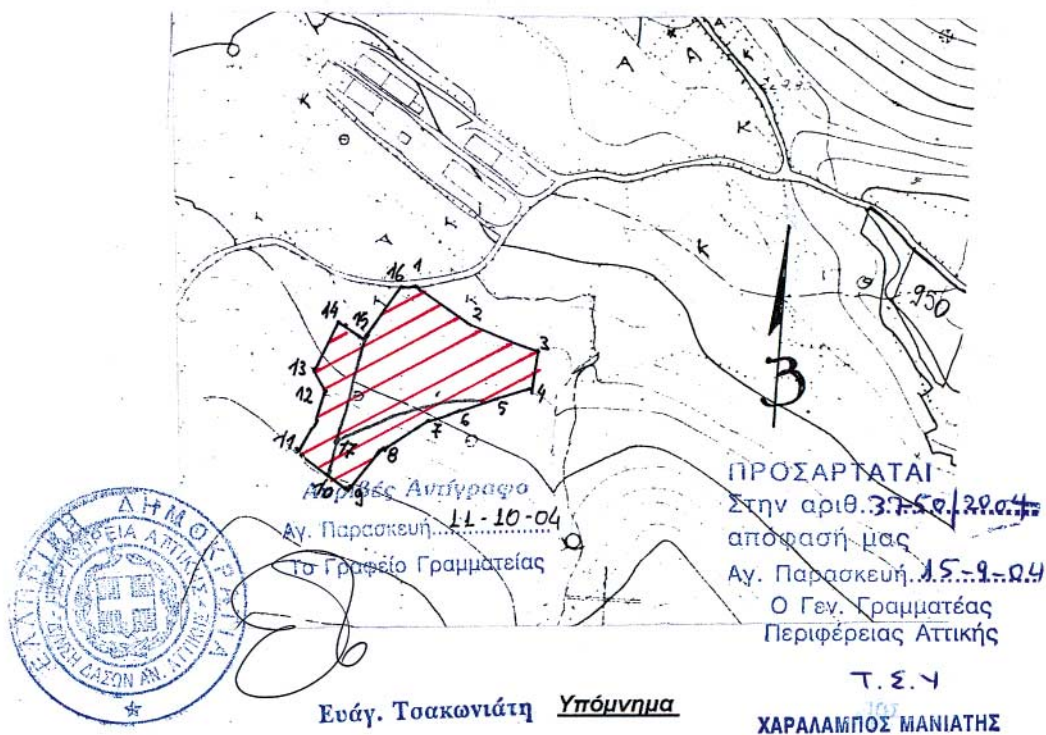 Κ
Α
Α
Α
Κ
Κ
Κ
Θ
Α
Κ
950
16 1
2
14 15
3
13
4
12
5
6
7
11
17
8
10 9
3
Ακριβές Αντίγραφο
Αγ. Παρασκευή 11-10-04
Το Γραφείο Γραμματείας
ΠΡΟΣΑΡΤΑΤΑΙ
Στην αριθ. 3750/2004
απόφασή μας
Αγ. Παρασκευή 15-9-04
Ο Γεν. Γραμματέας
Περιφέρειας Αττικής
Τ.Σ.Υ
ΧΑΡΑΛΑΜΠΟΣ ΜΑΝΙΑΤΗΣ
ΕΛΛΗΝΙΚΗ ΔΗΜΟΚΡΑΤΙΑ
Ευάγ. Τσακωνιάτη Υπόμνημα